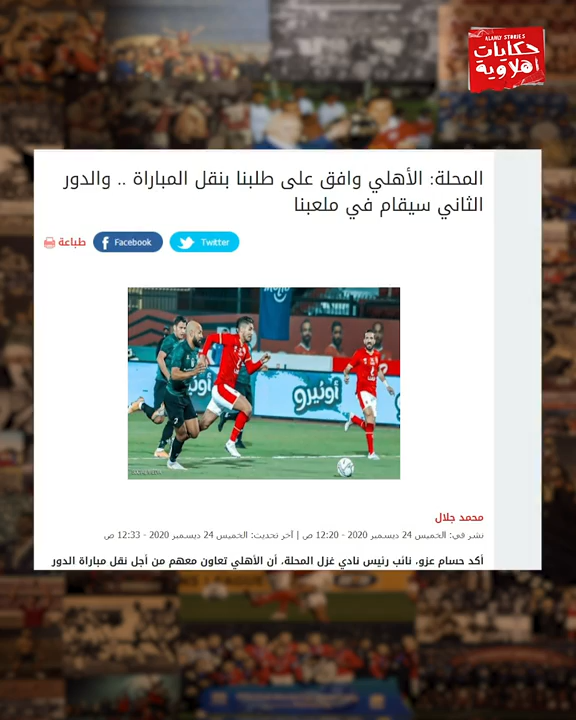 ALAHLY STORIES
حكايات
أهلاوية
المحلة: الأهلي وافق على طلبنا بنقل المباراة .. والدور
الثاني سيقام في ملعبنا
طباعة Facebook Twitter
أونيرو
محمد جلال
نشر في: الخميس 24 ديسمبر 2020 - 12:20 ص | آخر تحديث: الخميس 24 ديسمبر 2020 - 12:33 ص
أكد حسام عزو، نائب رئيس نادي غزل المحلة، أن الأهلي تعاون معهم من أجل نقل مباراة الدور